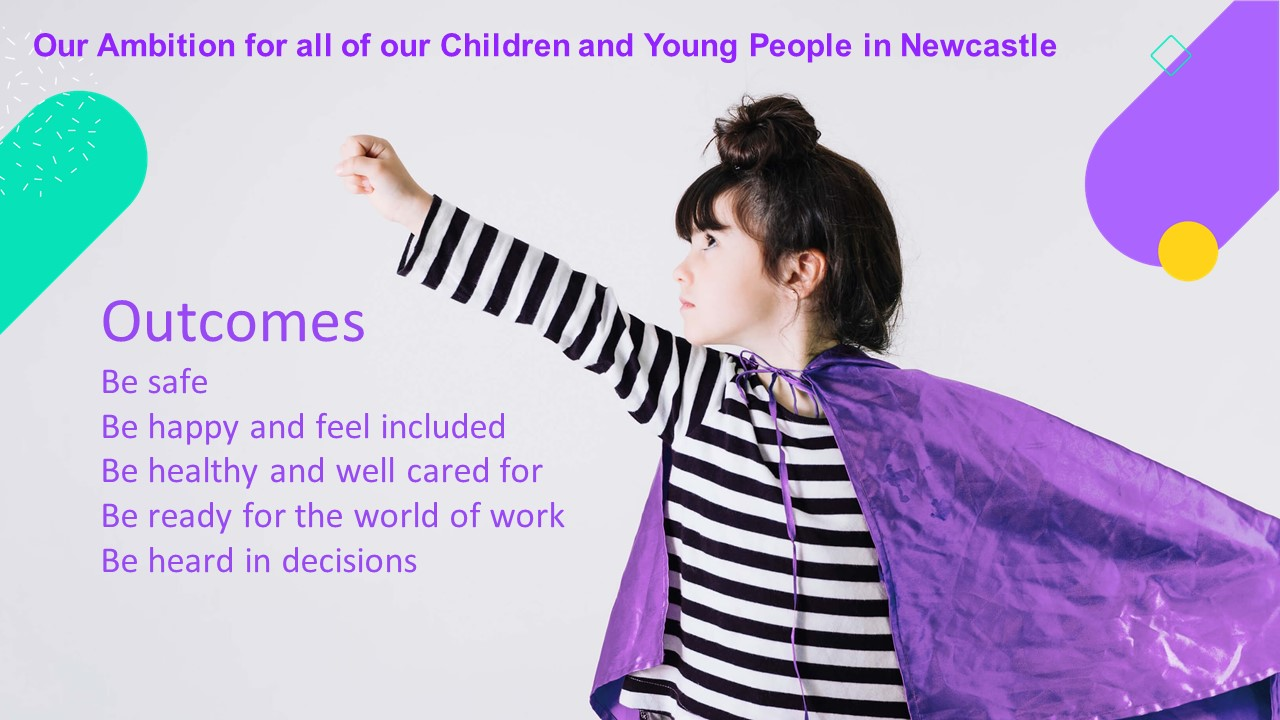 Our Ambition for all of our Children and Young People in Newcastle
Outcomes
Be safe
Be happy and feel included
Be healthy and well cared for
Be ready for the world of work
Be heard in decisions